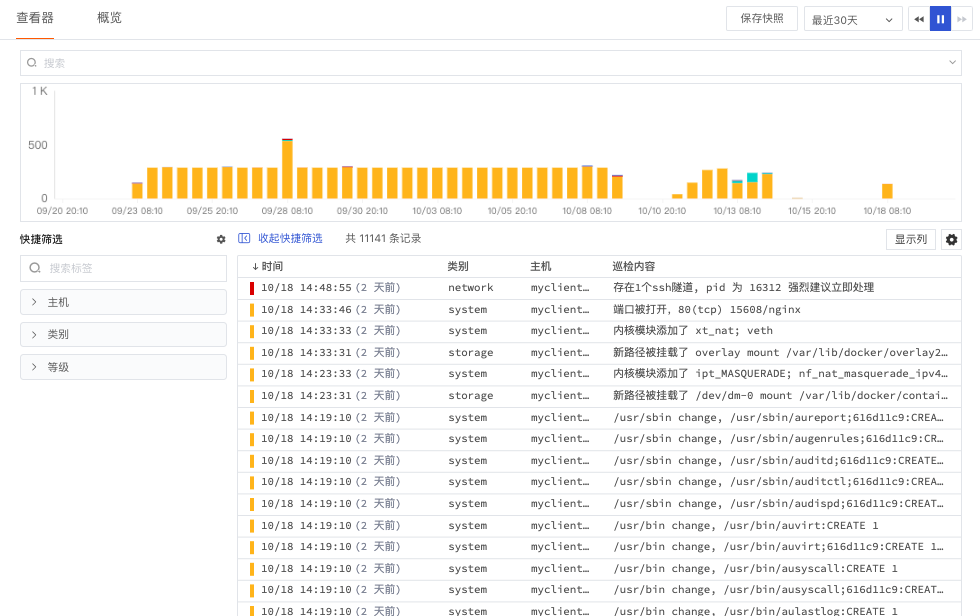 查看器 概览 保存快照 最近30天
搜索
1 K
500
0
09/20 20:10 09/23 08:10 09/25 20:10 09/28 08:10 09/30 20:10 10/03 08:10 10/05 20:10 10/08 08:10 10/10 20:10 10/13 08:10 10/15 20:10 10/18 08:10
快捷筛选 收起快捷筛选 共 11141 条记录 显示列
搜索标签
主机
类别
等级
↓时间 类别 主机 巡检内容
10/18 14:48:55(2 天前) network myclient… 存在1个ssh隧道, pid 为 16312 强烈建议立即处理
10/18 14:33:46(2 天前) system myclient… 端口被打开, 80(tcp) 15608/nginx
10/18 14:33:33(2 天前) system myclient… 内核模块添加了 xt_nat; veth
10/18 14:33:31(2 天前) storage myclient… 新路径被挂载了 overlay mount /var/lib/docker/overlay2…
10/18 14:23:33(2 天前) system myclient… 内核模块添加了 ipt_MASQUERADE; nf_nat_masquerade_ipv4…
10/18 14:23:31(2 天前) storage myclient… 新路径被挂载了 /dev/dm-0 mount /var/lib/docker/contai…
10/18 14:19:10(2 天前) system myclient… /usr/sbin change, /usr/sbin/aureport;616d11c9:CREA…
10/18 14:19:10(2 天前) system myclient… /usr/sbin change, /usr/sbin/augenrules;616d11c9:CR…
10/18 14:19:10(2 天前) system myclient… /usr/sbin change, /usr/sbin/auditd;616d11c9:CREATE…
10/18 14:19:10(2 天前) system myclient… /usr/sbin change, /usr/sbin/auditctl;616d11c9:CREA…
10/18 14:19:10(2 天前) system myclient… /usr/sbin change, /usr/sbin/audispd;616d11c9:CREAT…
10/18 14:19:10(2 天前) system myclient… /usr/bin change, /usr/bin/auvirt:CREATE 1
10/18 14:19:10(2 天前) system myclient… /usr/bin change, /usr/bin/auvirt;616d11c9:CREATE 1…
10/18 14:19:10(2 天前) system myclient… /usr/bin change, /usr/bin/ausyscall:CREATE 1
10/18 14:19:10(2 天前) system myclient… /usr/bin change, /usr/bin/ausyscall;616d11c9:CREAT…
10/18 14:19:10(2 天前) system myclient… /usr/bin change, /usr/bin/aulastlog:CREATE 1